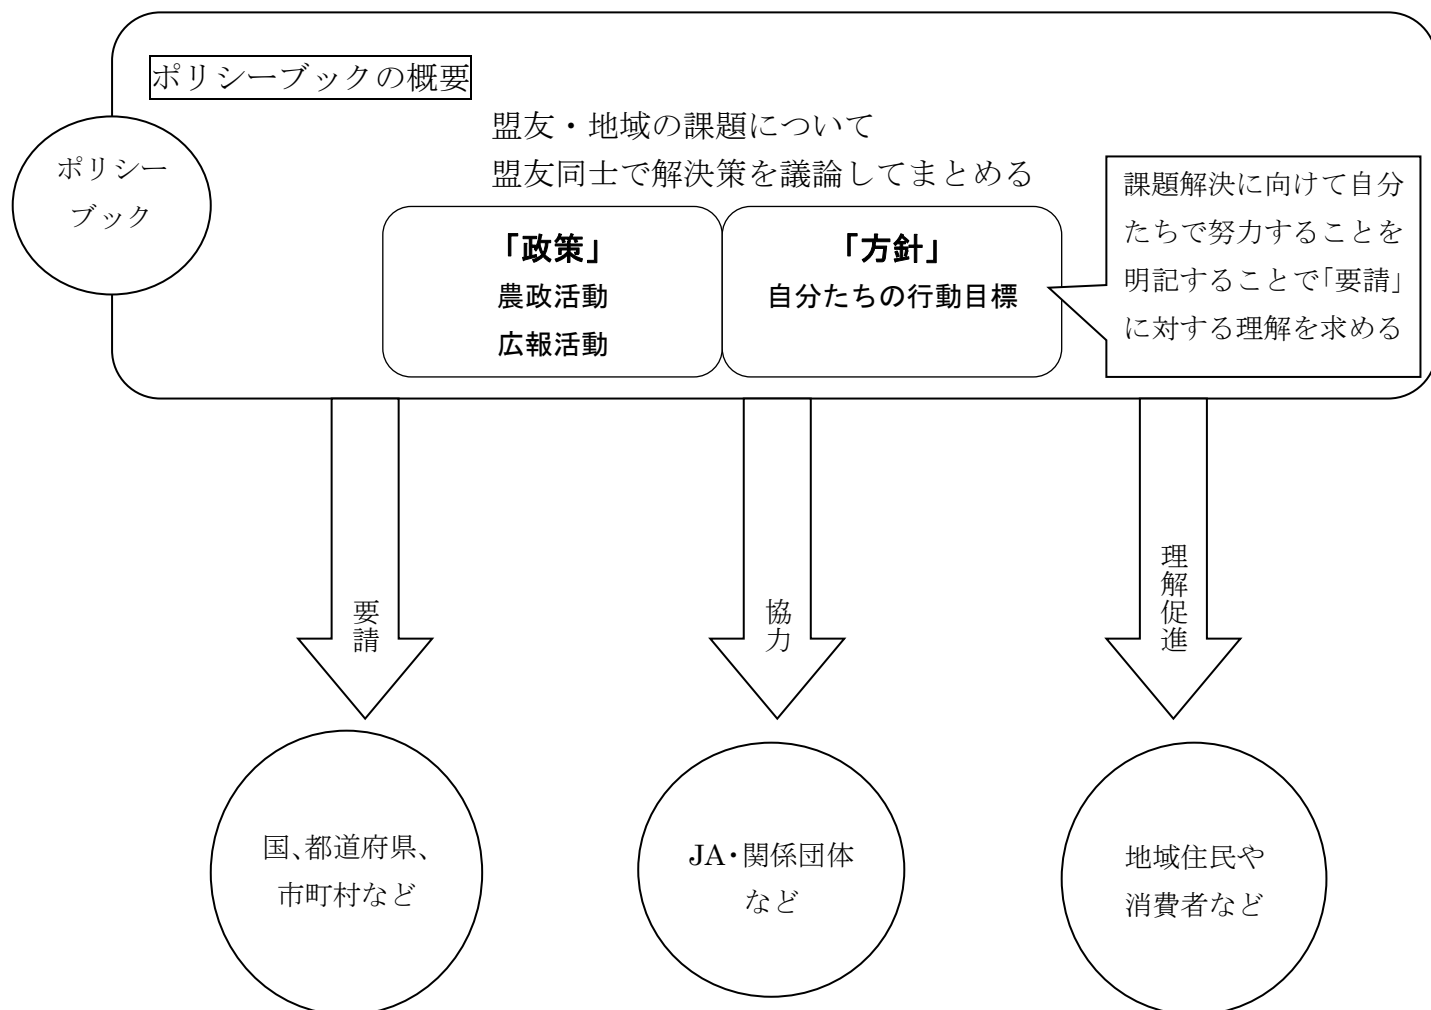 ポリシーブックの概要
盟友・地域の課題について
盟友同士で解決策を議論してまとめる
ポリシー
ブック
「政策」
農政活動
広報活動
「方針」
自分たちの行動目標
課題解決に向けて自分
たちで努力することを
明記することで「要請」
に対する理解を求める
要請
協力
理解促進
国、都道府県、
市町村など
JA・関係団体
など
地域住民や
消費者など